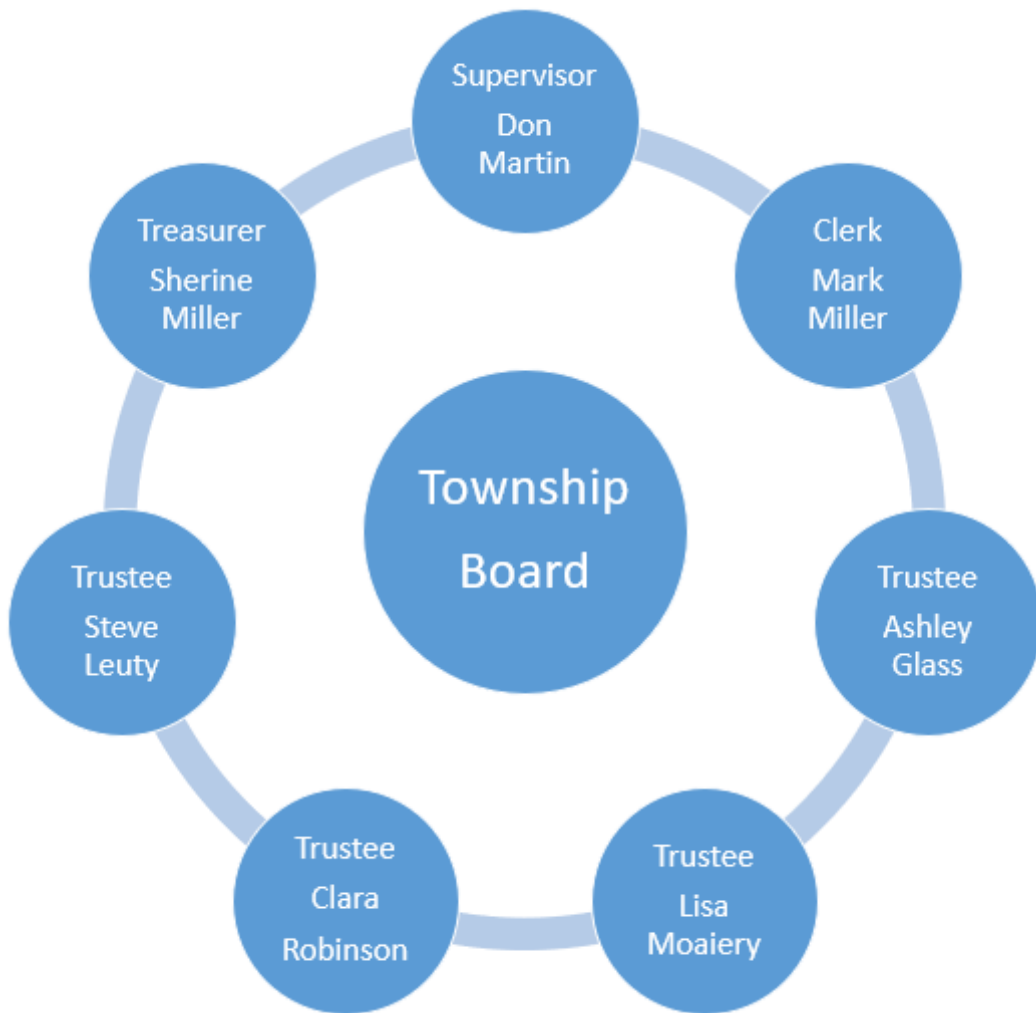 Supervisor
Don
Martin
Clerk
Mark
Miller
Trustee
Ashley
Glass
Trustee
Lisa
Moaiery
Trustee
Clara
Robinson
Trustee
Steve
Leuty
Treasurer
Sherine
Miller
Township
Board